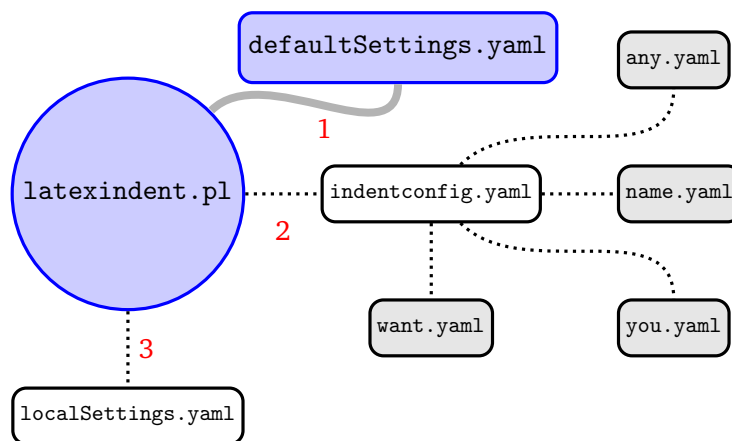 defaultSettings.yaml
any.yaml
1
latexindent.pl
indentconfig.yaml
name.yaml
2
want.yaml
you.yaml
3
localSettings.yaml